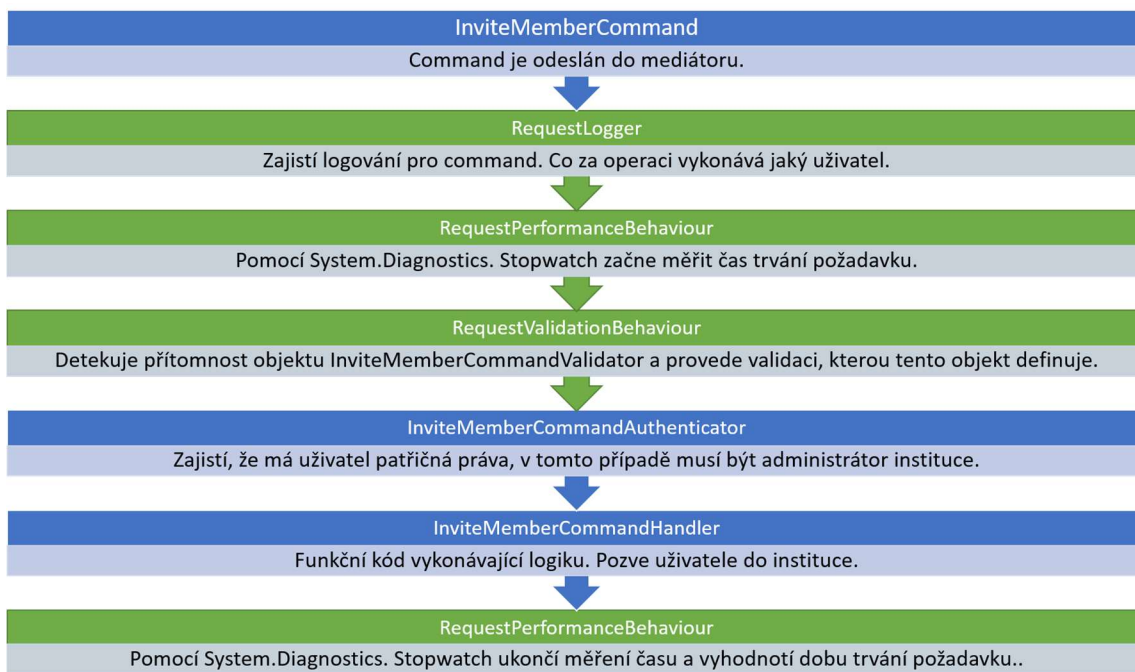 InviteMemberCommand
Command je odeslán do mediátoru.
RequestLogger
Zajistí logování pro command. Co za operaci vykonává jaký uživatel.
RequestPerformanceBehaviour
Pomocí System.Diagnostics. Stopwatch začne měřit čas trvání požadavku.
RequestValidationBehaviour
Detekuje přítomnost objektu InviteMemberCommandValidator a provede validaci, kterou tento objekt definuje.
InviteMemberCommandAuthenticator
Zajistí, že má uživatel patřičná práva, v tomto případě musí být administrátor instituce.
InviteMemberCommandHandler
Funkční kód vykonávající logiku. Pozve uživatele do instituce.
RequestPerformanceBehaviour
Pomocí System.Diagnostics. Stopwatch ukončí měření času a vyhodnotí dobu trvání požadavku..